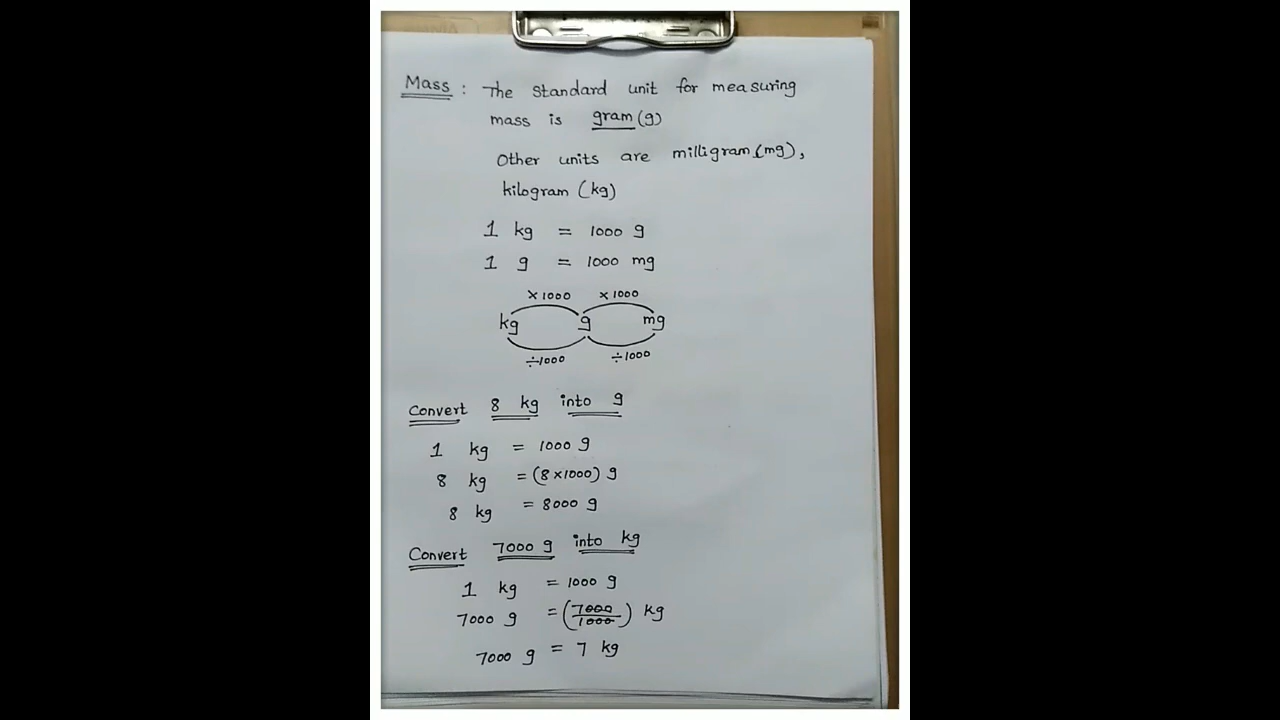 Mass : The standard unit for measuring
mass is gram (g)
Other units are milligram (mg),
kilogram (kg)
1 kg = 1000 g
1 g = 1000 mg
×1000 ×1000
kg g mg
÷1000 ÷1000
Convert 8 kg into g
1 kg = 1000 g
8 kg = (8×1000) g
8 kg = 8000 g
Convert 7000 g into kg
1 kg = 1000 g
7000 g = (7000/1000) kg
7000 g = 7 kg